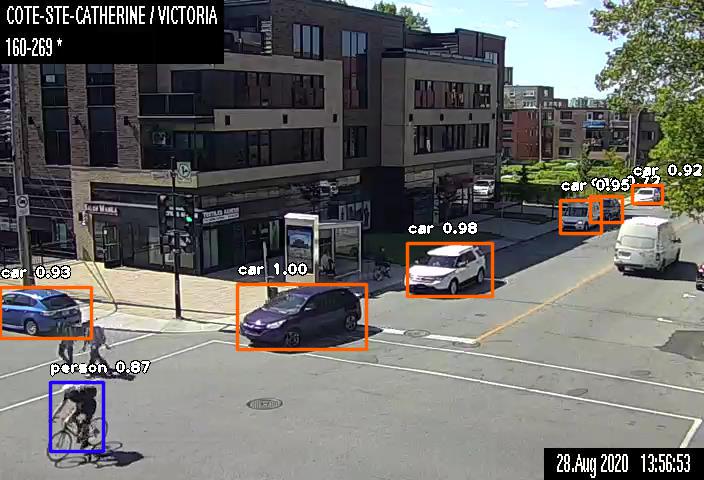 COTE-STE-CATHERINE / VICTORIA
160-269 *
car 0.92
car 0.95
car 0.98
car 0.93
car 1.00
person 0.87
28.Aug 2020 13:56:53